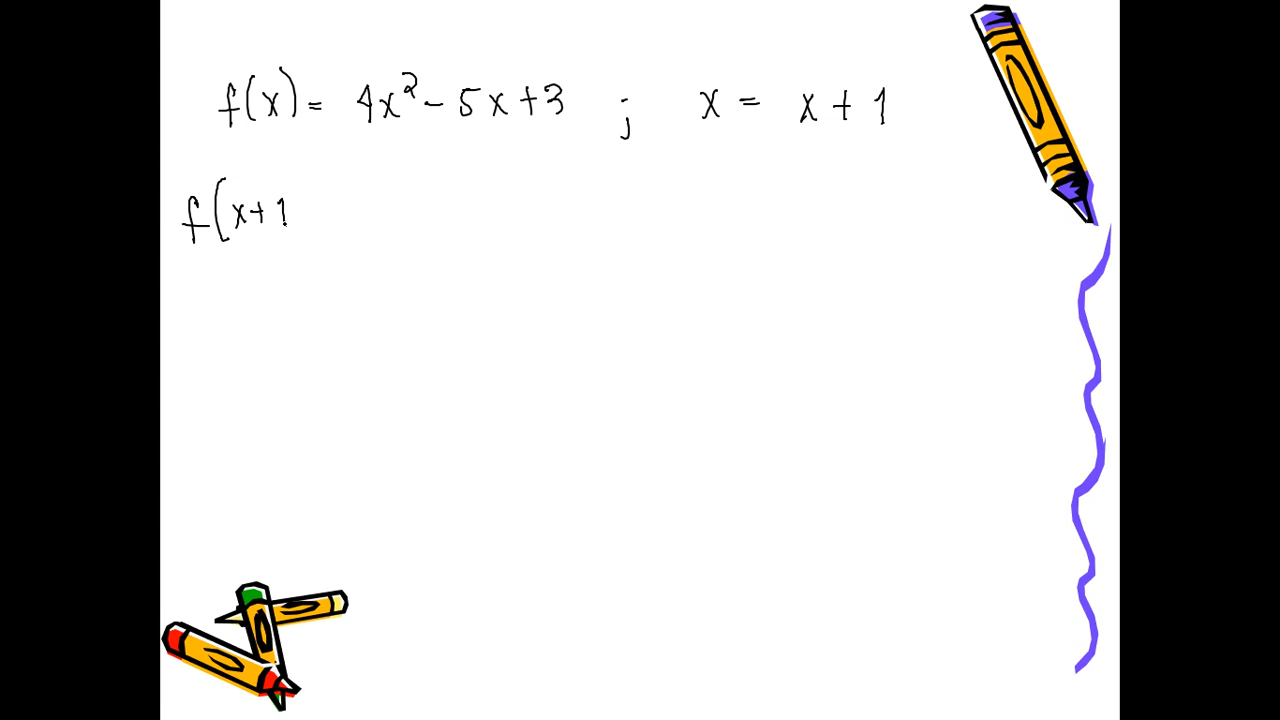 f(x) = 4x² - 5x + 3 ; x = x + 1
f(x + 1